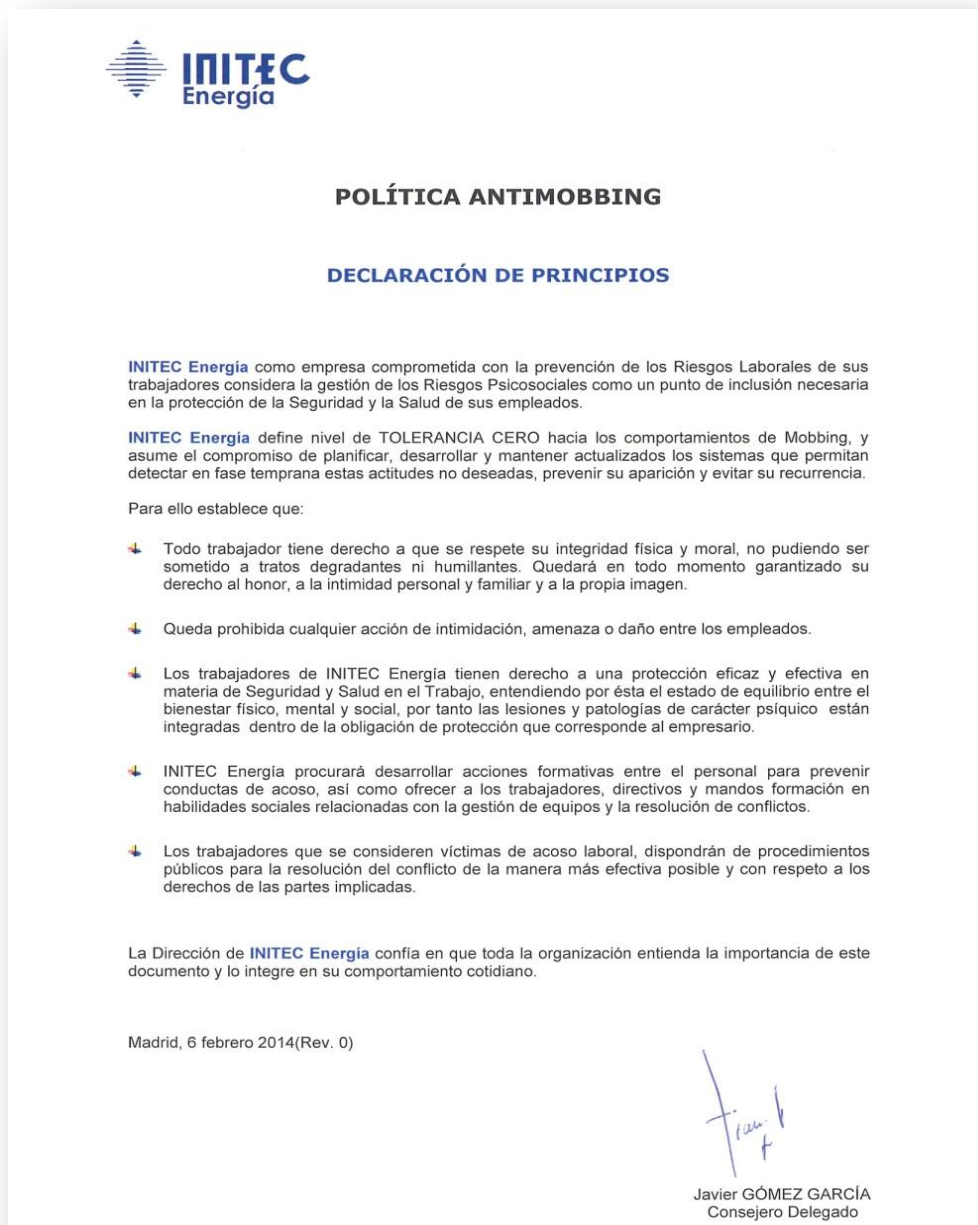 INITEC
Energía
POLÍTICA ANTIMOBBING
DECLARACIÓN DE PRINCIPIOS
INITEC Energía como empresa comprometida con la prevención de los Riesgos Laborales de sus
trabajadores considera la gestión de los Riesgos Psicosociales como un punto de inclusión necesaria
en la protección de la Seguridad y la Salud de sus empleados.
INITEC Energía define nivel de TOLERANCIA CERO hacia los comportamientos de Mobbing, y
asume el compromiso de planificar, desarrollar y mantener actualizados los sistemas que permitan
detectar en fase temprana estas actitudes no deseadas, prevenir su aparición y evitar su recurrencia.
Para ello establece que:
Todo trabajador tiene derecho a que se respete su integridad física y moral, no pudiendo ser
sometido a tratos degradantes ni humillantes. Quedará en todo momento garantizado su
derecho al honor, a la intimidad personal y familiar y a la propia imagen.
Queda prohibida cualquier acción de intimidación, amenaza o daño entre los empleados.
Los trabajadores de INITEC Energía tienen derecho a una protección eficaz y efectiva en
materia de Seguridad y Salud en el Trabajo, entendiendo por ésta el estado de equilibrio entre el
bienestar físico, mental y social, por tanto las lesiones y patologías de carácter psíquico están
integradas dentro de la obligación de protección que corresponde al empresario.
INITEC Energía procurará desarrollar acciones formativas entre el personal para prevenir
conductas de acoso, así como ofrecer a los trabajadores, directivos y mandos formación en
habilidades sociales relacionadas con la gestión de equipos y la resolución de conflictos.
Los trabajadores que se consideren víctimas de acoso laboral, dispondrán de procedimientos
públicos para la resolución del conflicto de la manera más efectiva posible y con respeto a los
derechos de las partes implicadas.
La Dirección de INITEC Energía confía en que toda la organización entienda la importancia de este
documento y lo integre en su comportamiento cotidiano.
Madrid, 6 febrero 2014(Rev. 0)
Javier GÓMEZ GARCÍA
Consejero Delegado